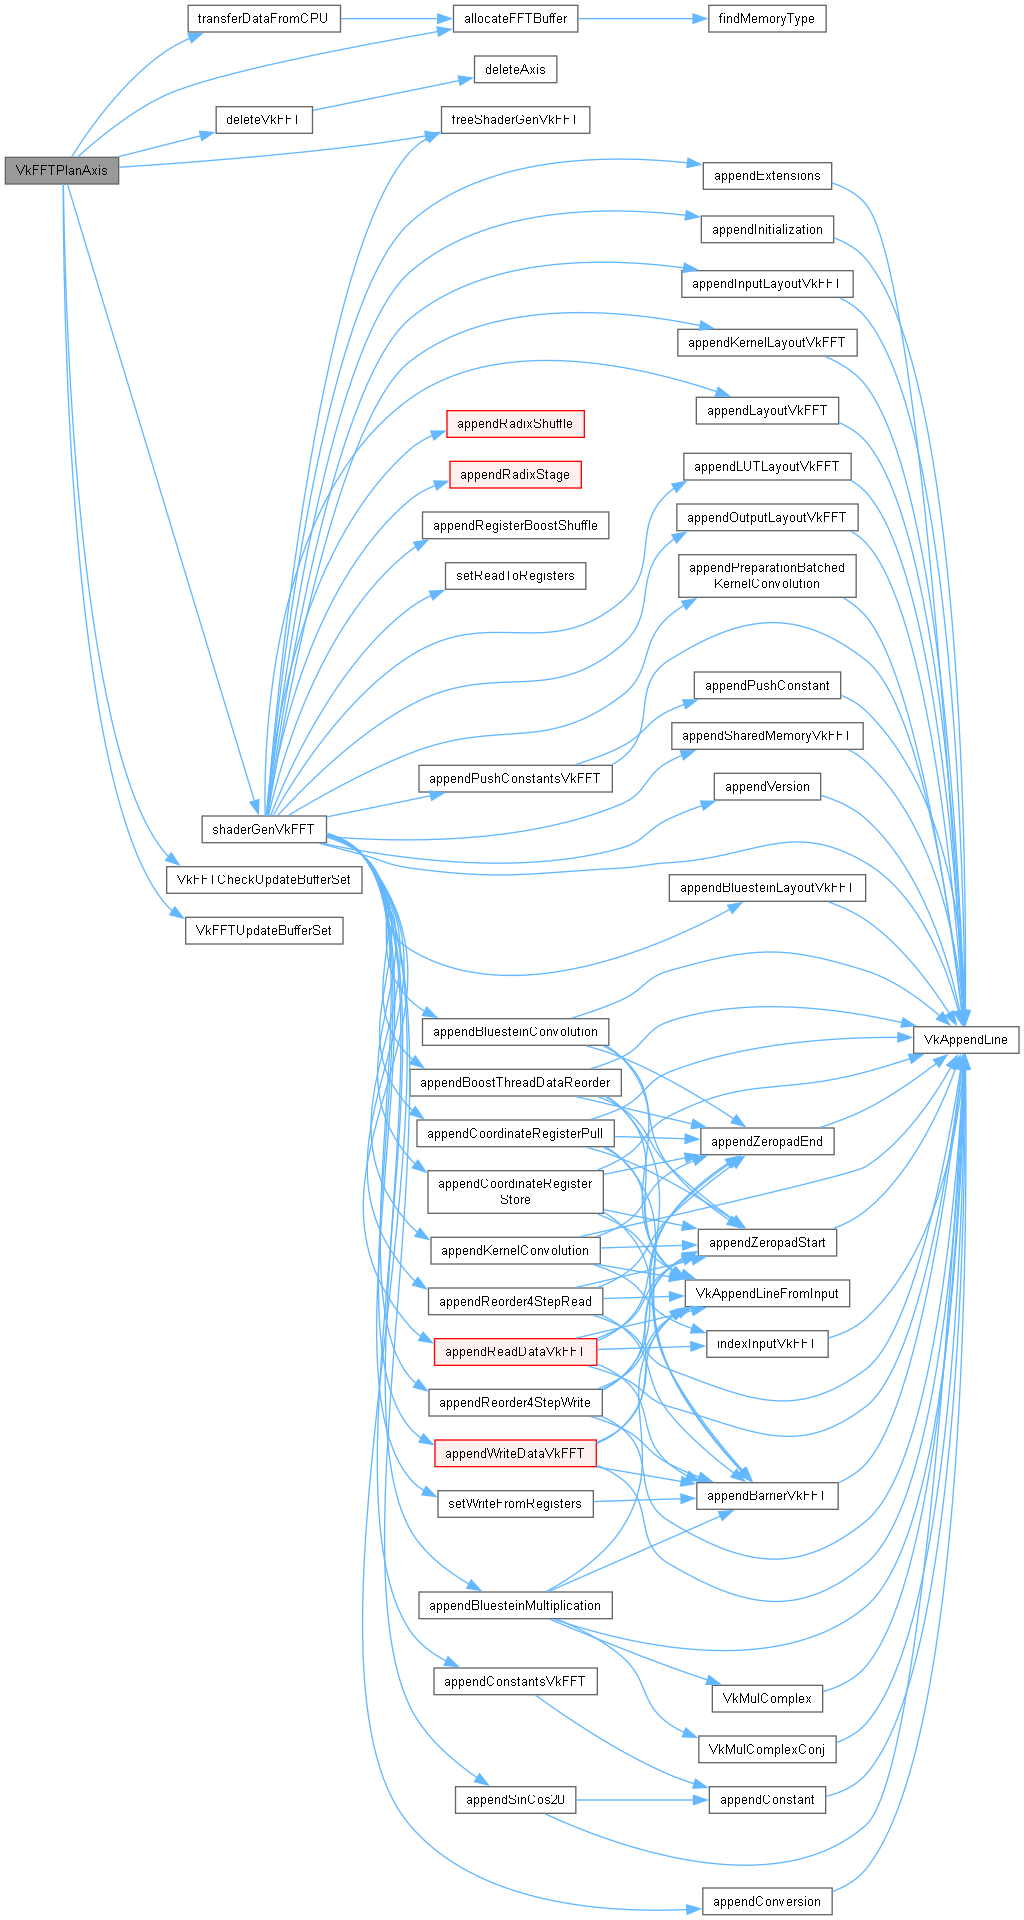 transferDataFromCPU
allocateFFTBuffer
findMemoryType
deleteAxis
deleteVkFFT
freeShaderGenVkFFT
VkFFTPlanAxis
appendExtensions
appendInitialization
appendInputLayoutVkFFT
appendKernelLayoutVkFFT
appendLayoutVkFFT
appendRadixShuffle
appendLUTLayoutVkFFT
appendRadixStage
appendOutputLayoutVkFFT
appendRegisterBoostShuffle
appendPreparationBatched
KernelConvolution
setReadToRegisters
appendPushConstant
appendSharedMemoryVkFFT
appendPushConstantsVkFFT
appendVersion
shaderGenVkFFT
VkFFTCheckUpdateBufferSet
appendBluesteinLayoutVkFFT
VkFFTUpdateBufferSet
appendBluesteinConvolution
VkAppendLine
appendBoostThreadDataReorder
appendCoordinateRegisterPull
appendZeropadEnd
appendCoordinateRegister
Store
appendZeropadStart
appendKernelConvolution
VkAppendLineFromInput
appendReorder4StepRead
indexInputVkFFT
appendReadDataVkFFT
appendReorder4StepWrite
appendWriteDataVkFFT
appendBarrierVkFFT
setWriteFromRegisters
appendBluesteinMultiplication
appendConstantsVkFFT
VkMulComplex
VkMulComplexConj
appendSinCos20
appendConstant
appendConversion